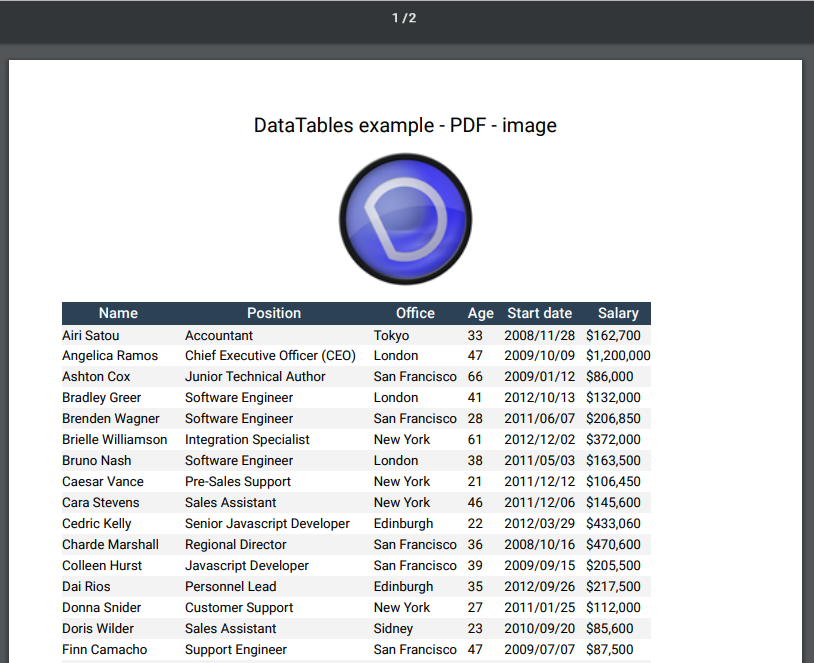 1 / 2
DataTables example - PDF - image
Name Position Office Age Start date Salary
Airi Satou Accountant Tokyo 33 2008/11/28 $162,700
Angelica Ramos Chief Executive Officer (CEO) London 47 2009/10/09 $1,200,000
Ashton Cox Junior Technical Author San Francisco 66 2009/01/12 $86,000
Bradley Greer Software Engineer London 41 2012/10/13 $132,000
Brenden Wagner Software Engineer San Francisco 28 2011/06/07 $206,850
Brielle Williamson Integration Specialist New York 61 2012/12/02 $372,000
Bruno Nash Software Engineer London 38 2011/05/03 $163,500
Caesar Vance Pre-Sales Support New York 21 2011/12/12 $106,450
Cara Stevens Sales Assistant New York 46 2011/12/06 $145,600
Cedric Kelly Senior Javascript Developer Edinburgh 22 2012/03/29 $433,060
Charde Marshall Regional Director San Francisco 36 2008/10/16 $470,600
Colleen Hurst Javascript Developer San Francisco 39 2009/09/15 $205,500
Dai Rios Personnel Lead Edinburgh 35 2012/09/26 $217,500
Donna Snider Customer Support New York 27 2011/01/25 $112,000
Doris Wilder Sales Assistant Sidney 23 2010/09/20 $85,600
Finn Camacho Support Engineer San Francisco 47 2009/07/07 $87,500